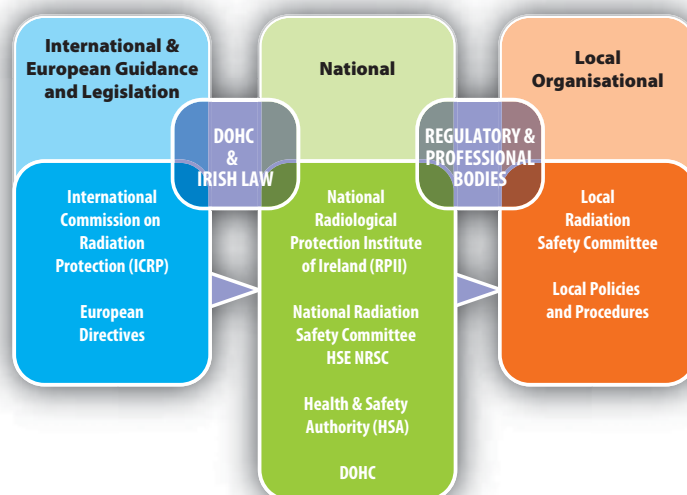 International &
European Guidance
and Legislation
National
Local
Organisational
DOHC
&
IRISH LAW
REGULATORY &
PROFESSIONAL
BODIES
International
Commission on
Radiation
Protection (ICRP)
European
Directives
National
Radiological
Protection Institute
of Ireland (RPII)
National Radiation
Safety Committee
HSE NRSC
Health & Safety
Authority (HSA)
DOHC
Local
Radiation
Safety Committee
Local Policies
and Procedures